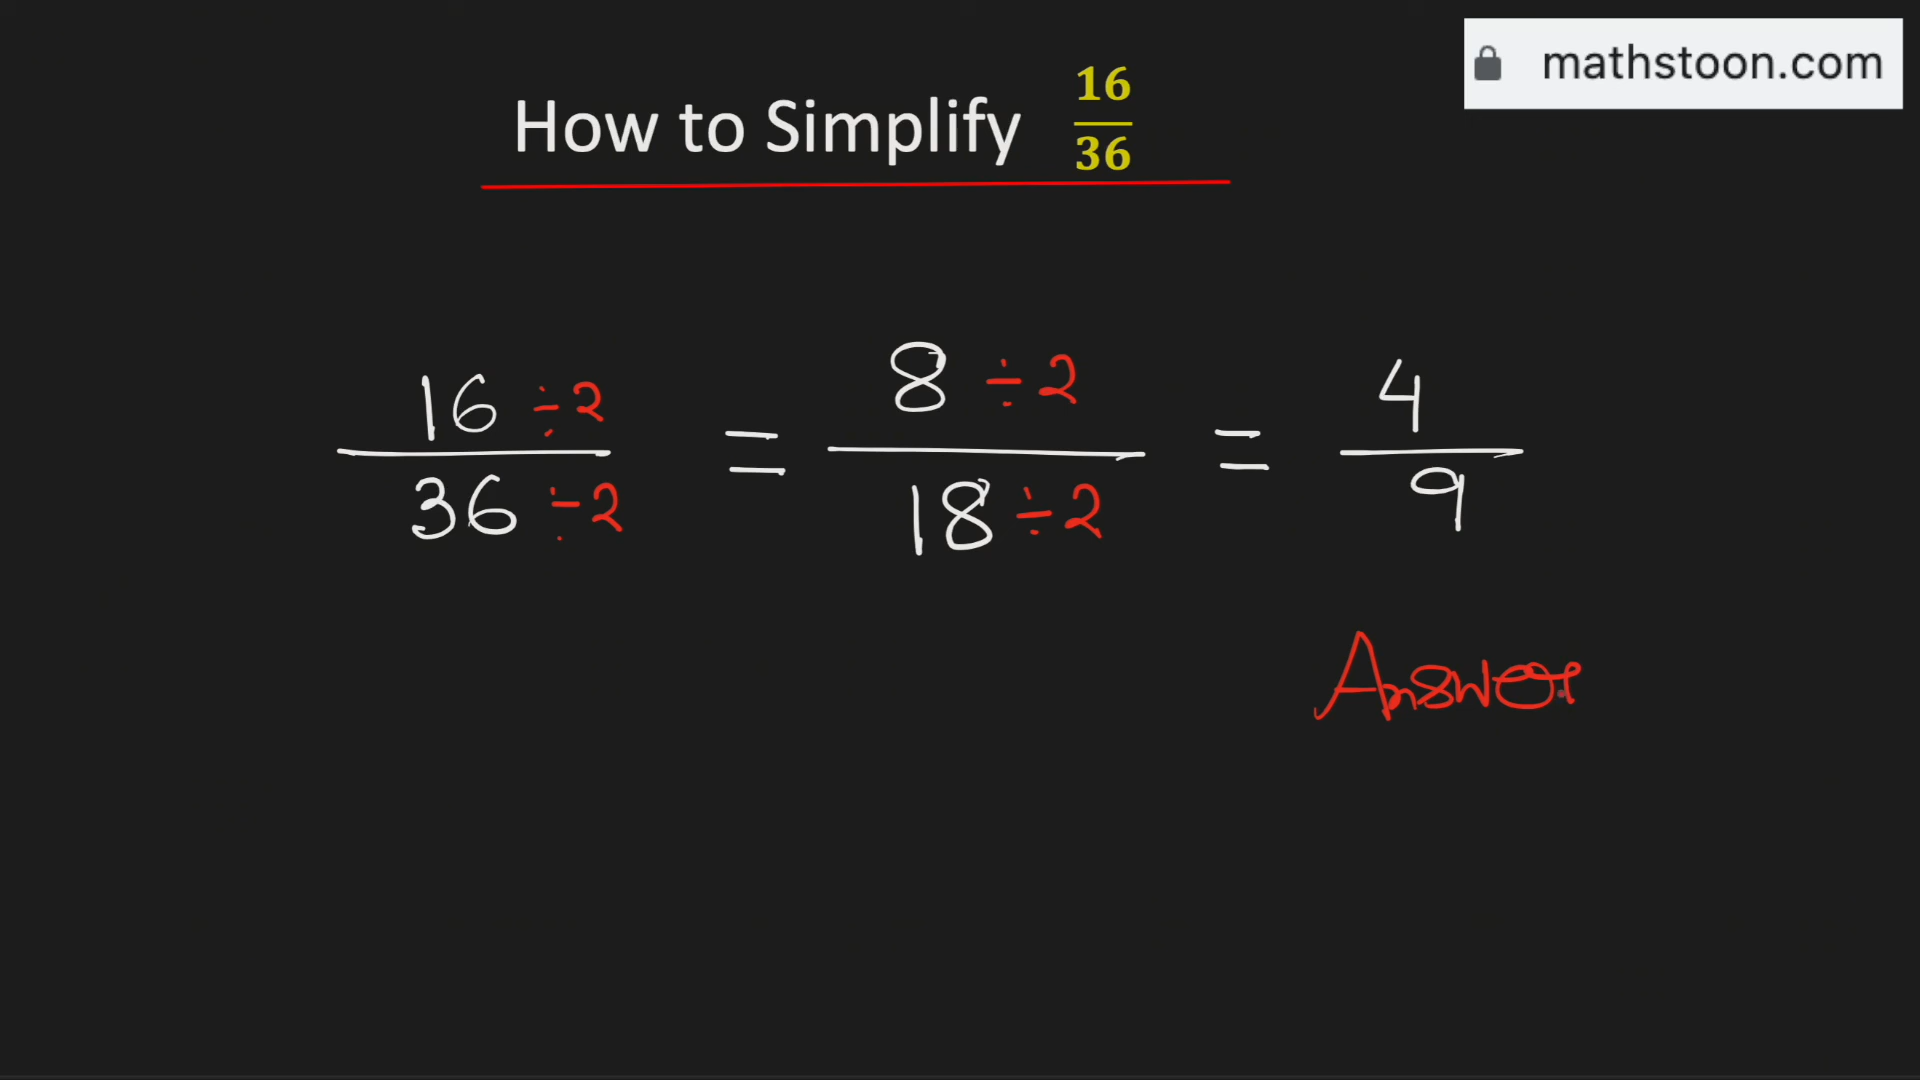 mathstoon.com
How to Simplify 16/36
16 ÷2 / 36 ÷2 = 8 ÷2 / 18 ÷2 = 4 / 9
Answer